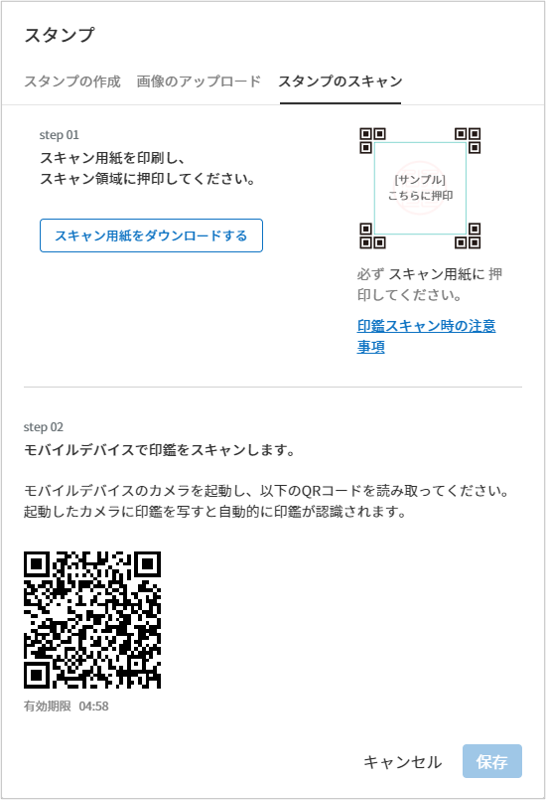 スタンプ
スタンプの作成 画像のアップロード スタンプのスキャン
step 01
スキャン用紙を印刷し、
スキャン領域に押印してください。
スキャン用紙をダウンロードする
[サンプル]
こちらに押印
必ず スキャン用紙に 押
印してください。
印鑑スキャン時の注意
事項
step 02
モバイルデバイスで印鑑をスキャンします。
モバイルデバイスのカメラを起動し、以下のQRコードを読み取ってください。
起動したカメラに印鑑を写すと自動的に印鑑が認識されます。
有効期限 04:58
キャンセル 保存